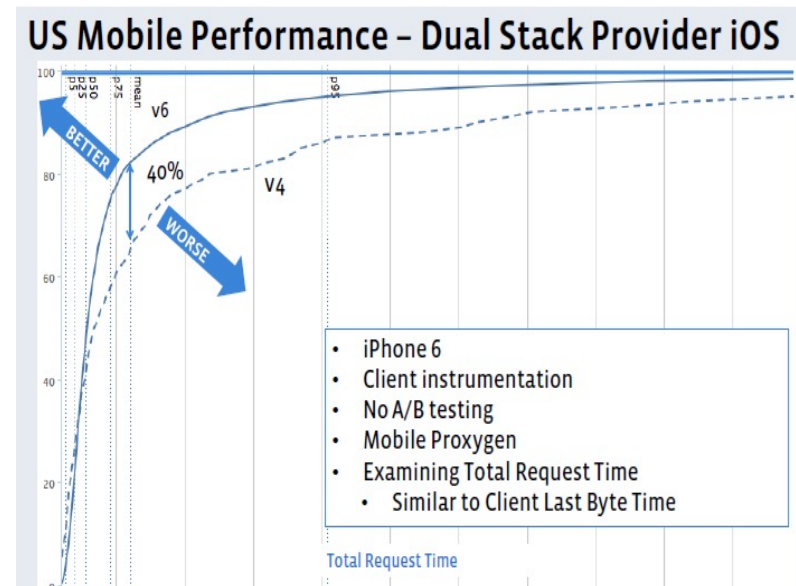 US Mobile Performance – Dual Stack Provider iOS
100
p5
p25
p50
p75
mean
p95
v6
BETTER
40%
80
V4
WORSE
60
• iPhone 6
• Client instrumentation
40
• No A/B testing
• Mobile Proxygen
• Examining Total Request Time
20
• Similar to Client Last Byte Time
Total Request Time
0